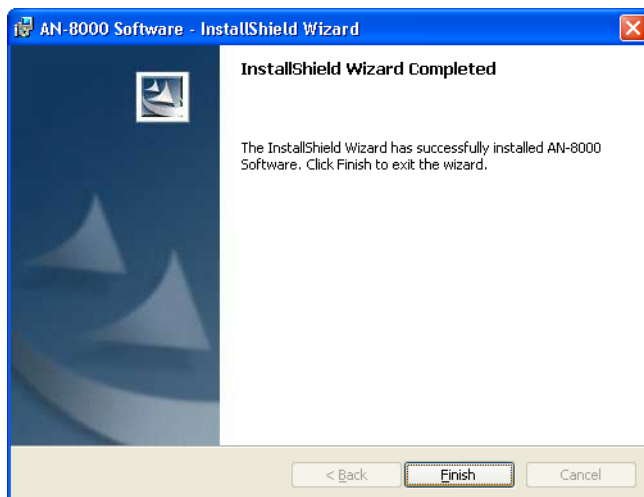 AN-8000 Software - InstallShield Wizard
InstallShield Wizard Completed
The InstallShield Wizard has successfully installed AN-8000
Software. Click Finish to exit the wizard.
< Back
Finish
Cancel